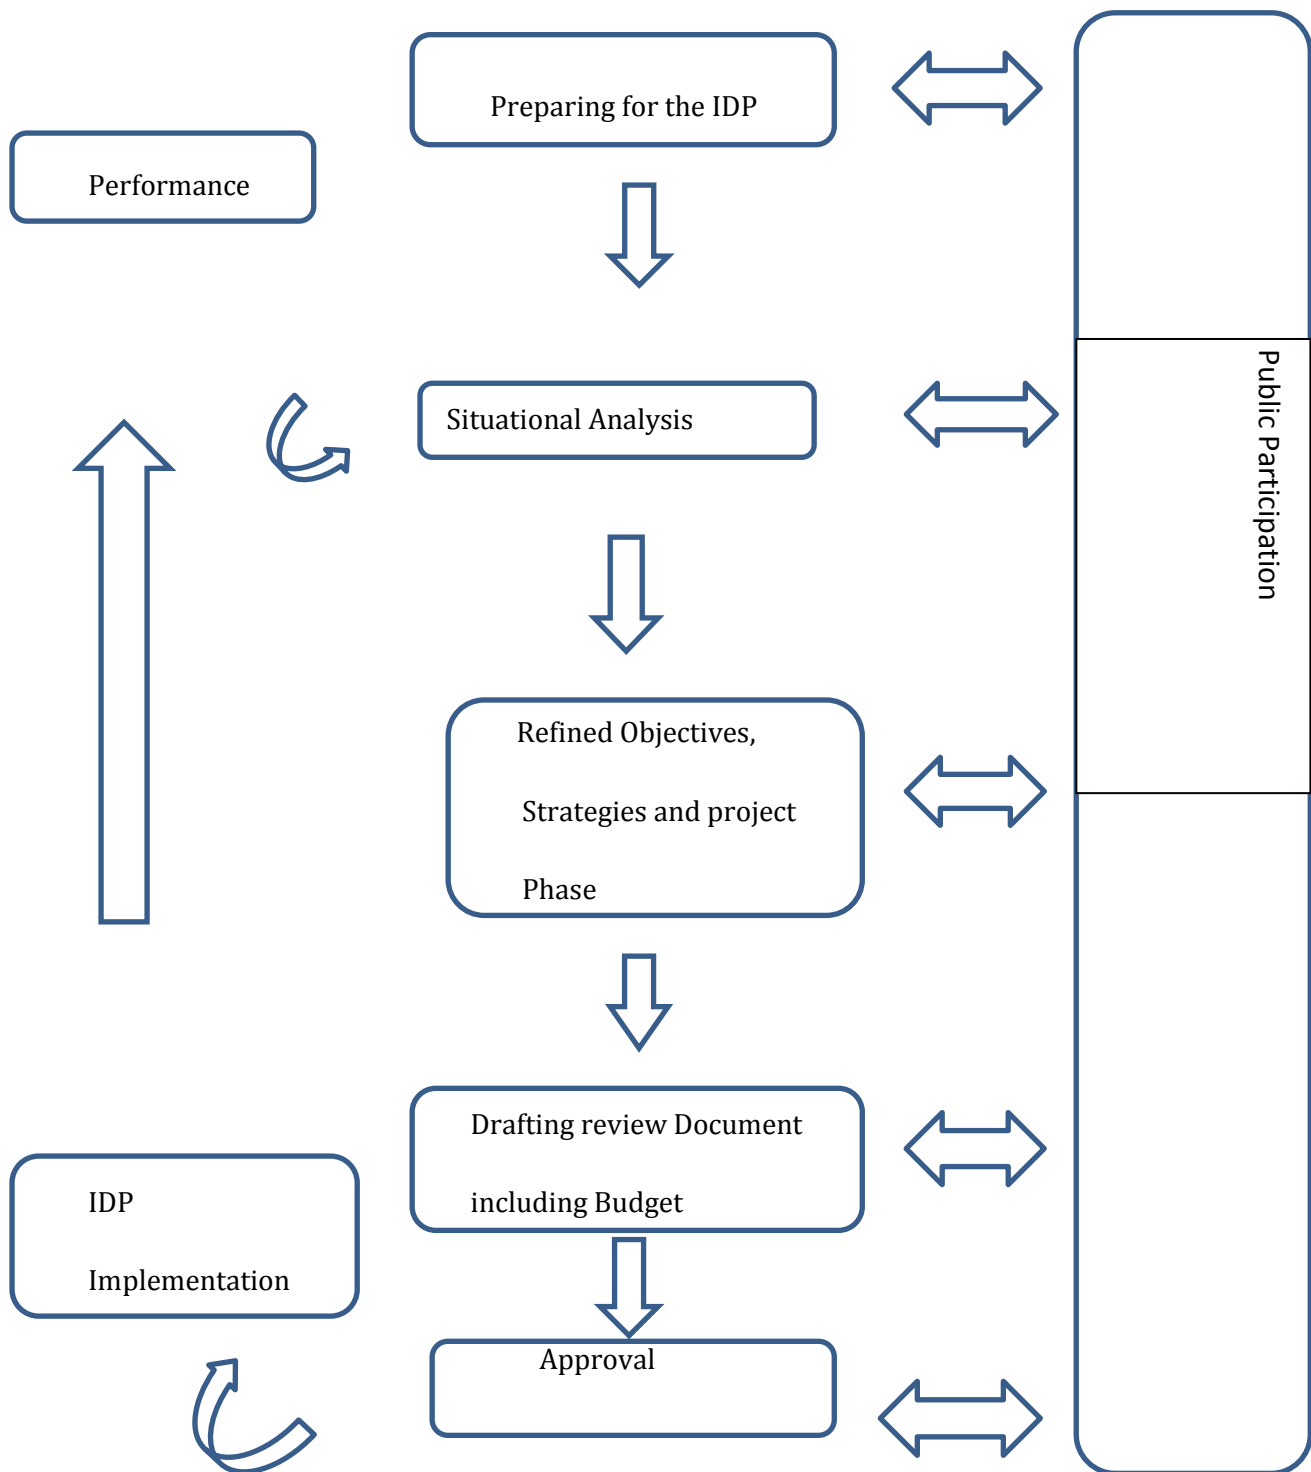 Preparing for the IDP
Performance
Situational Analysis
Public Participation
Refined Objectives,
Strategies and project
Phase
Drafting review Document
including Budget
IDP
Implementation
Approval